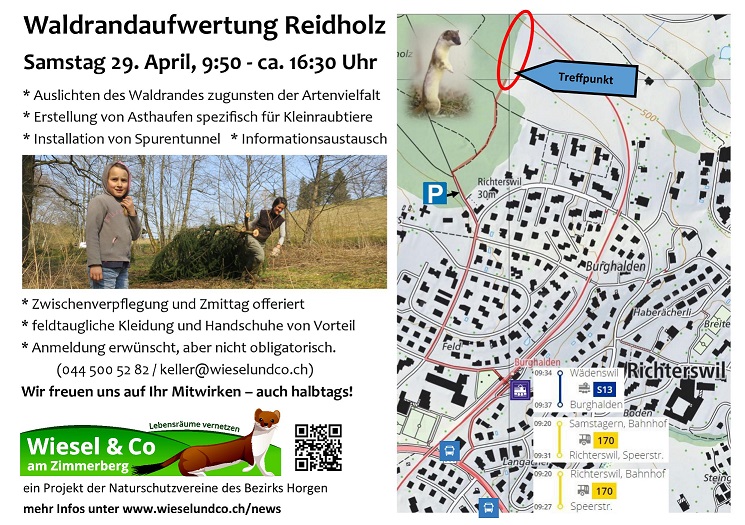 Waldrandaufwertung Reidholz
Samstag 29. April, 9:50 - ca. 16:30 Uhr
* Auslichten des Waldrandes zugunsten der Artenvielfalt
* Erstellung von Asthaufen spezifisch für Kleinraubtiere
* Installation von Spurentunnel * Informationsaustausch
* Zwischenverpflegung und Zmittag offeriert
* feldtaugliche Kleidung und Handschuhe von Vorteil
* Anmeldung erwünscht, aber nicht obligatorisch.
(044 500 52 82 / keller@wieselundco.ch)
Wir freuen uns auf Ihr Mitwirken – auch halbtags!
Lebensräume vernetzen
Wiesel & Co
am Zimmerberg
ein Projekt der Naturschutzvereine des Bezirks Horgen
mehr Infos unter www.wieselundco.ch/news
holz
Treffpunkt
500
P
Richterswil
30m
Burghalden
Haberächerli
Breite
Feld
Richterswil
Burghalden
09:34 Wädenswil
S13
09:37 Burghalden
Boden
09:20 Samstagern, Bahnhof
170
09:31 Richterswil, Speerstr.
Langache
09:20 Richterswil, Bahnhof
170
09:27 Speerstr.